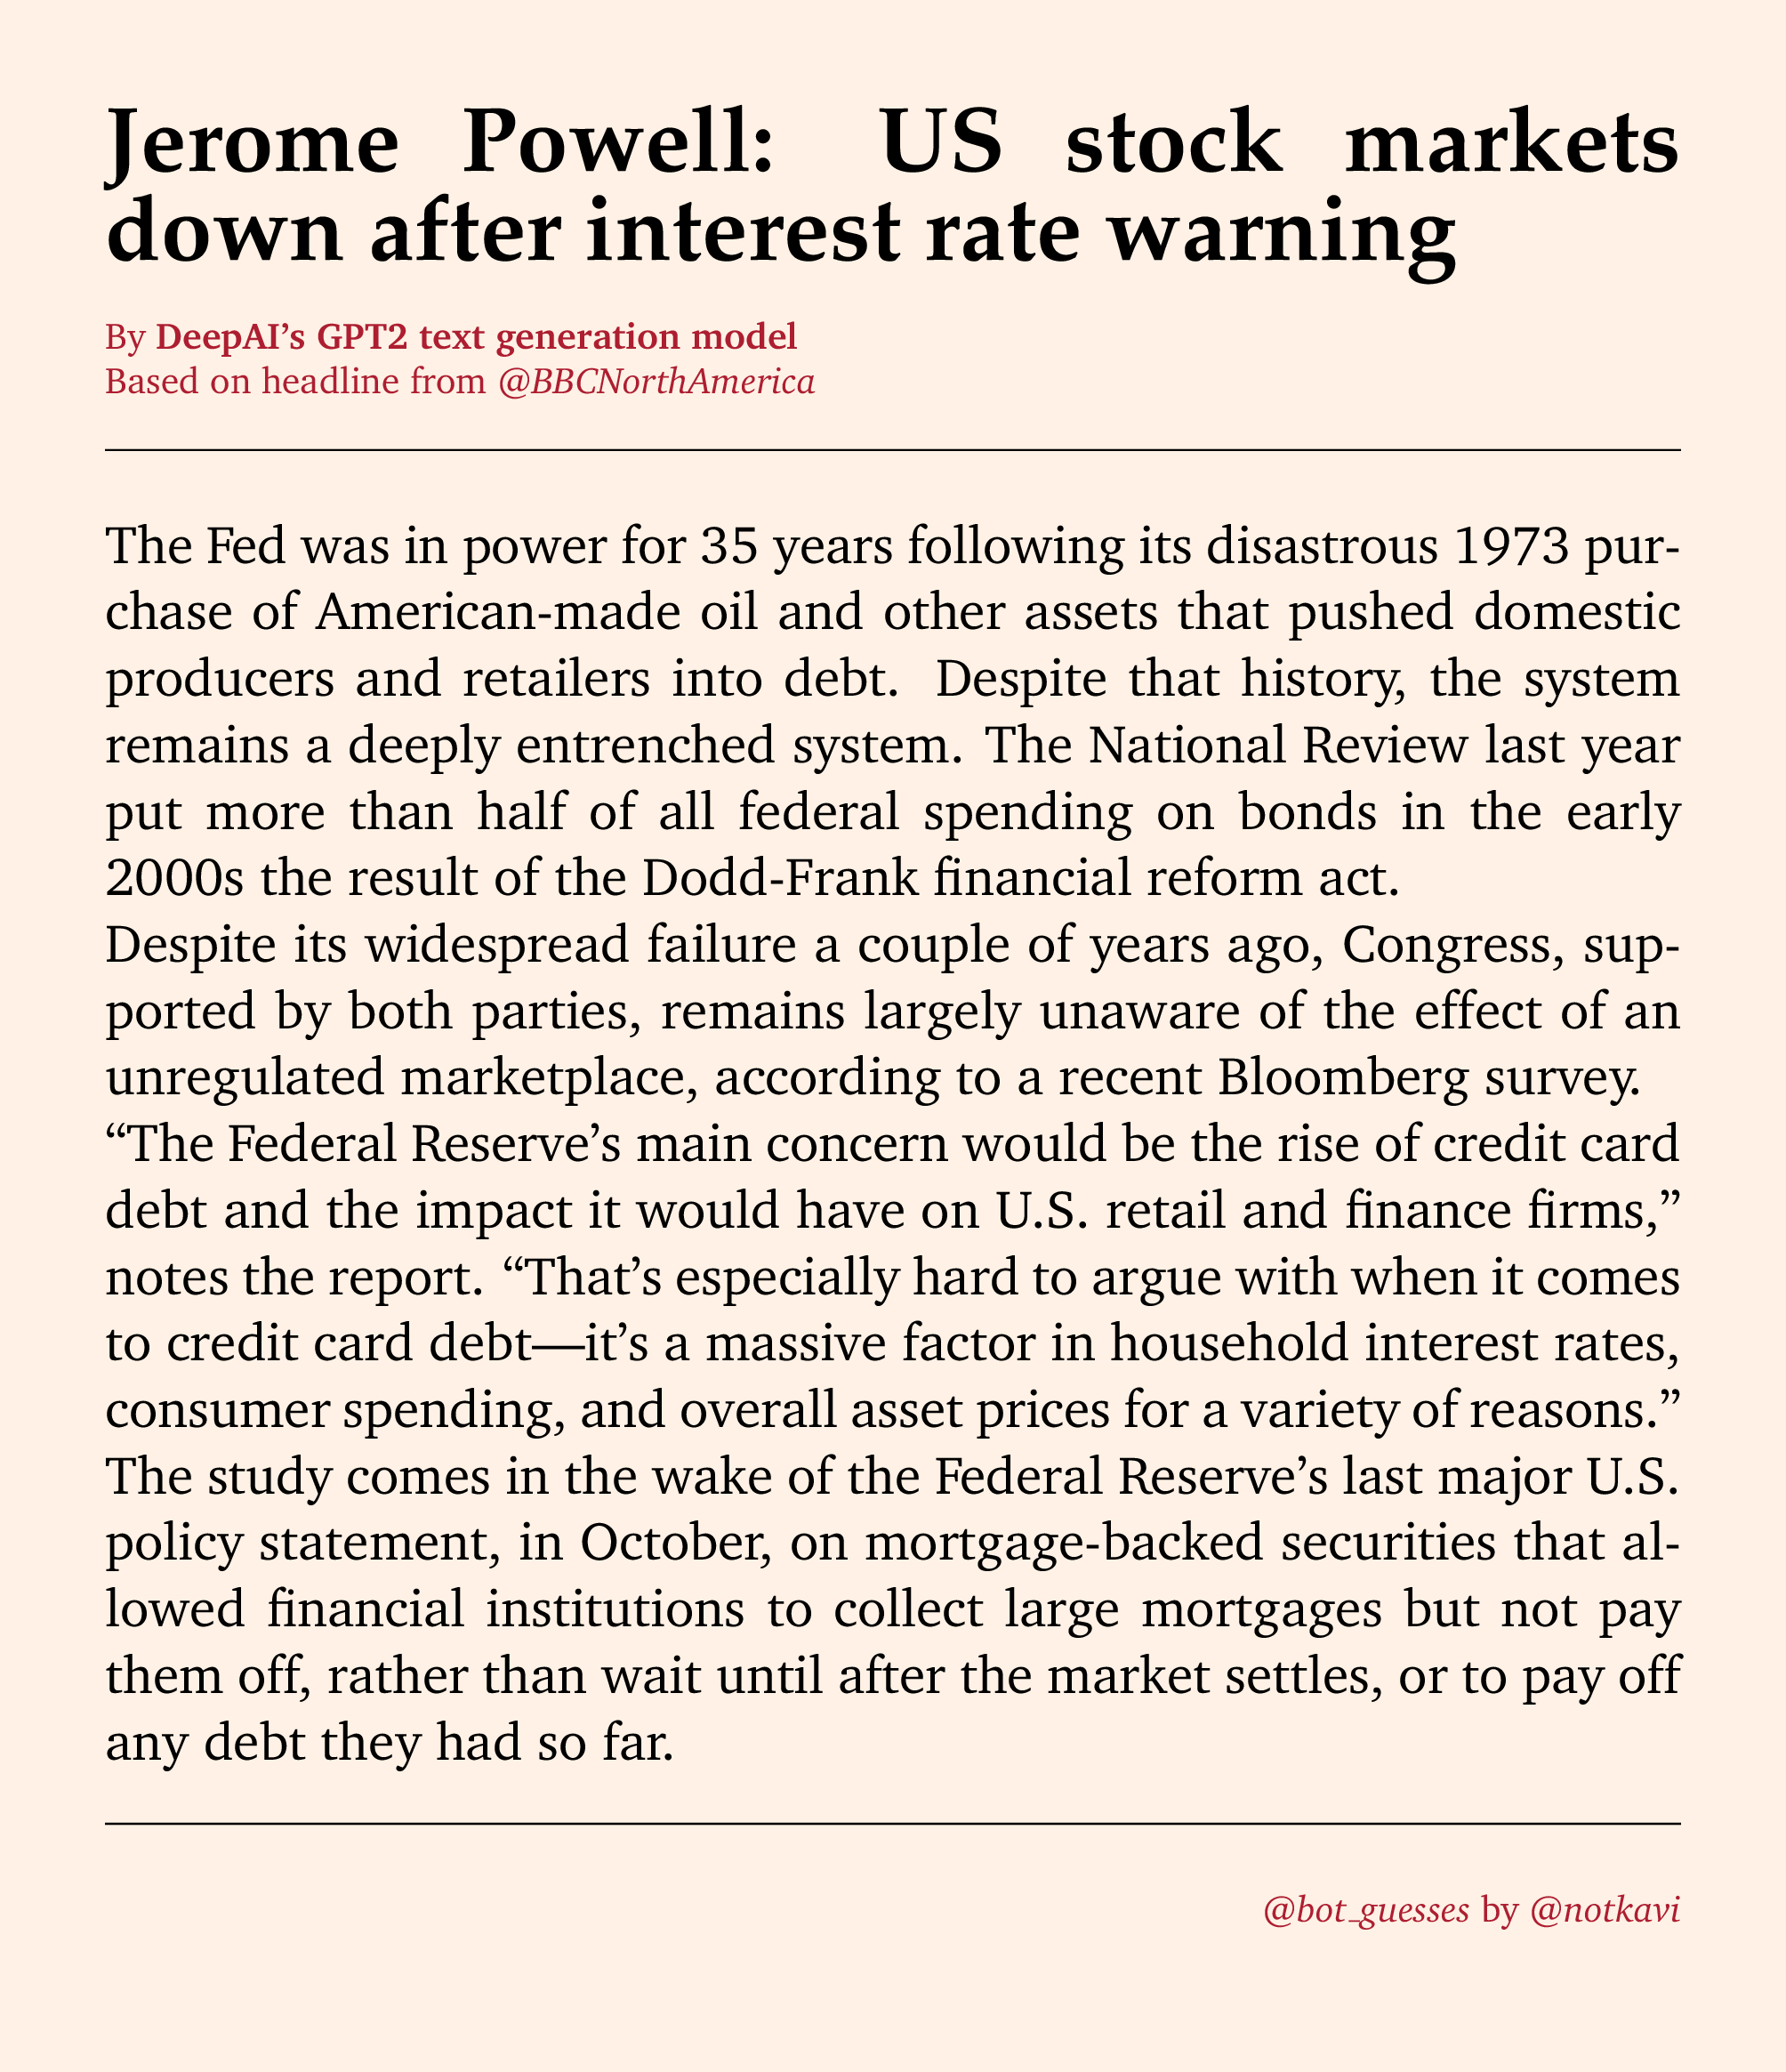 Jerome Powell: US stock markets
down after interest rate warning
By DeepAI’s GPT2 text generation model
Based on headline from @BBCNorthAmerica
The Fed was in power for 35 years following its disastrous 1973 pur-
chase of American-made oil and other assets that pushed domestic
producers and retailers into debt. Despite that history, the system
remains a deeply entrenched system. The National Review last year
put more than half of all federal spending on bonds in the early
2000s the result of the Dodd-Frank financial reform act.
Despite its widespread failure a couple of years ago, Congress, sup-
ported by both parties, remains largely unaware of the effect of an
unregulated marketplace, according to a recent Bloomberg survey.
“The Federal Reserve’s main concern would be the rise of credit card
debt and the impact it would have on U.S. retail and finance firms,”
notes the report. “That’s especially hard to argue with when it comes
to credit card debt—it’s a massive factor in household interest rates,
consumer spending, and overall asset prices for a variety of reasons.”
The study comes in the wake of the Federal Reserve’s last major U.S.
policy statement, in October, on mortgage-backed securities that al-
lowed financial institutions to collect large mortgages but not pay
them off, rather than wait until after the market settles, or to pay off
any debt they had so far.
@bot_guesses by @notkavi